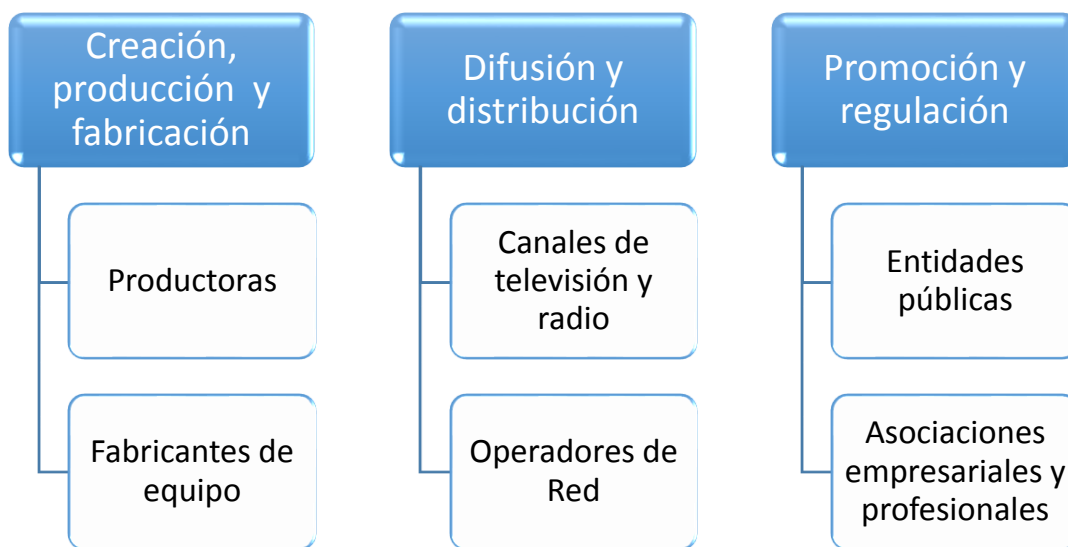 Creación,
producción y
fabricación
Productoras
Fabricantes de
equipo
Difusión y
distribución
Canales de
televisión y
radio
Operadores de
Red
Promoción y
regulación
Entidades
públicas
Asociaciones
empresariales y
profesionales